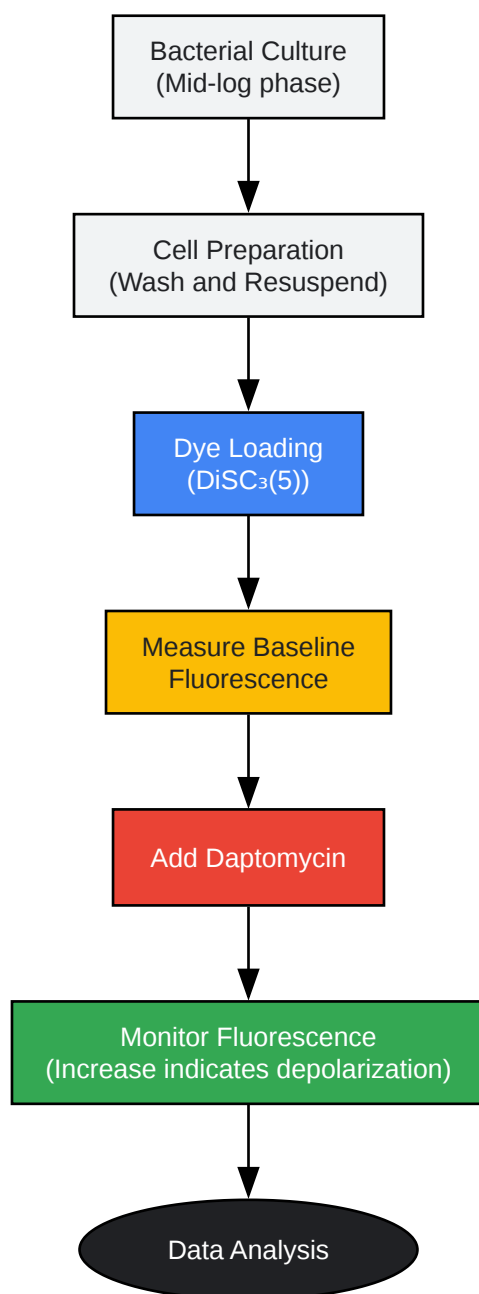 Bacterial Culture
(Mid-log phase)
Cell Preparation
(Wash and Resuspend)
Dye Loading
(DiSC₃(5))
Measure Baseline
Fluorescence
Add Daptomycin
Monitor Fluorescence
(Increase indicates depolarization)
Data Analysis